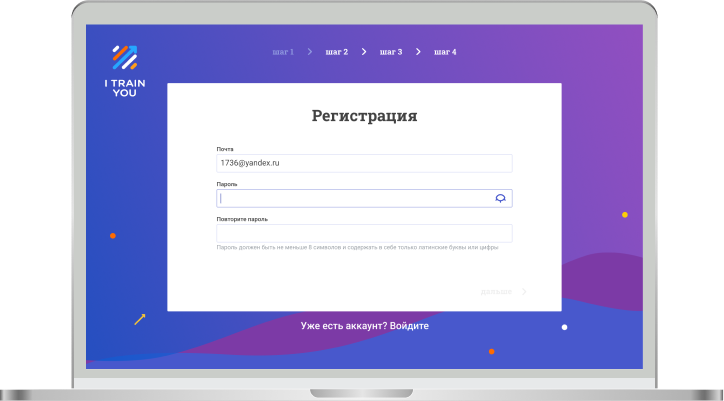 шаг 1 шаг 2 шаг 3 шаг 4
I TRAIN
YOU
Регистрация
Почта
1736@yandex.ru
Пароль
Повторите пароль
Пароль должен быть не меньше 8 символов и содержать в себе только латинские буквы или цифры
Уже есть аккаунт? Войдите